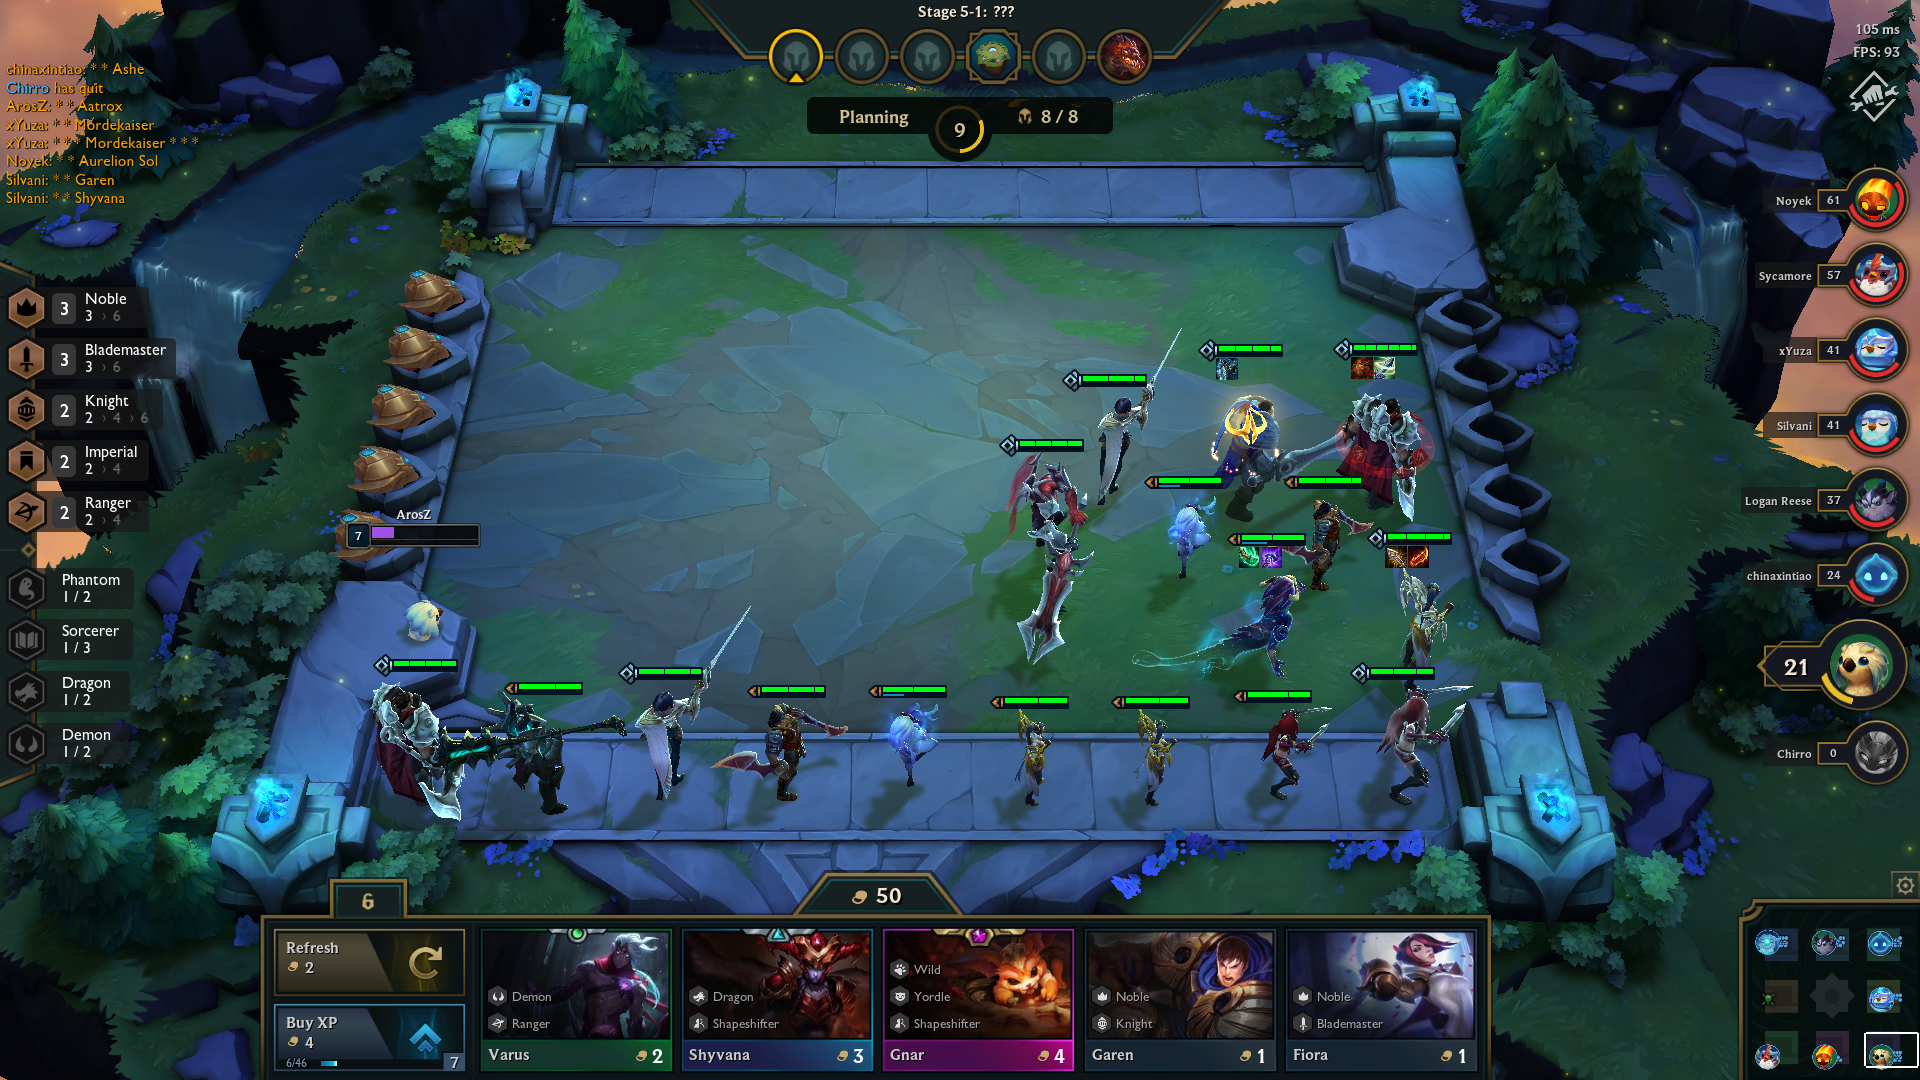 Stage 5-1: ???
105 ms
FPS: 93
chinaxintiao: * * Ashe
Chirro has quit
ArosZ: * * Aatrox
xYuza: * * Mordekaiser
xYuza: * * * Mordekaiser * * *
Noyek: * * Aurelion Sol
Silvani: * * Garen
Silvani: * * Shyvana
Planning
9
8 / 8
Noyek 61
Sycamore 57
xYuza 41
Silvani 41
Logan Reese 37
chinaxintiao 24
21
Chirro 0
3 Noble
3 › 6
3 Blademaster
3 › 6
2 Knight
2 › 4 › 6
2 Imperial
2 › 4
2 Ranger
2 › 4
Phantom
1 / 2
Sorcerer
1 / 3
Dragon
1 / 2
Demon
1 / 2
ArosZ
7
6
50
Refresh
2
Buy XP
4
6/46
7
Demon
Ranger
Varus 2
Dragon
Shapeshifter
Shyvana 3
Wild
Yordle
Shapeshifter
Gnar 4
Noble
Knight
Garen 1
Noble
Blademaster
Fiora 1